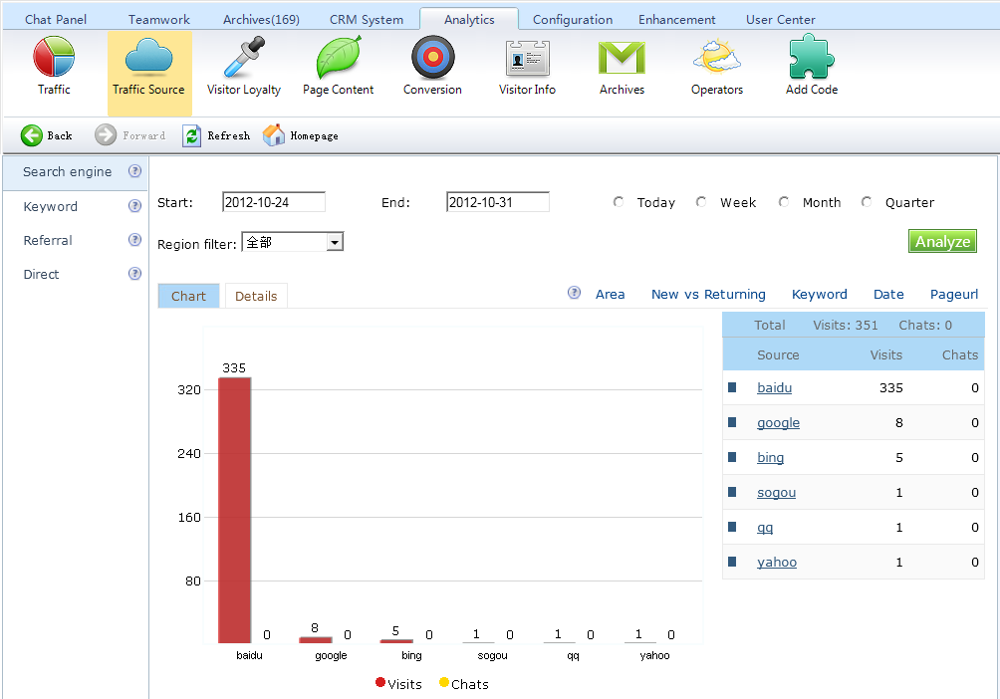 Chat Panel Teamwork Archives(169) CRM System Analytics Configuration Enhancement User Center
Traffic Traffic Source Visitor Loyalty Page Content Conversion Visitor Info Archives Operators Add Code
Back Forward Refresh Homepage
Search engine ?
Keyword ?
Referral ?
Direct ?
Start: 2012-10-24 End: 2012-10-31 Today Week Month Quarter
Region filter: 全部 Analyze
Chart Details ? Area New vs Returning Keyword Date Pageurl
335
320
240
160
80
0 8 0 5 0 1 0 1 0 1 0
baidu google bing sogou qq yahoo
Visits Chats
Total Visits: 351 Chats: 0
Source Visits Chats
baidu 335 0
google 8 0
bing 5 0
sogou 1 0
qq 1 0
yahoo 1 0